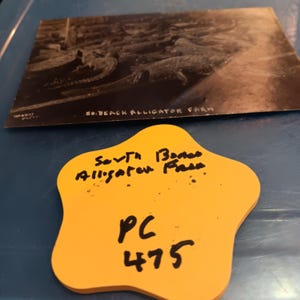 SO. BEACH ALLIGATOR FARM
South Beach
Alligator Farm
PC
475